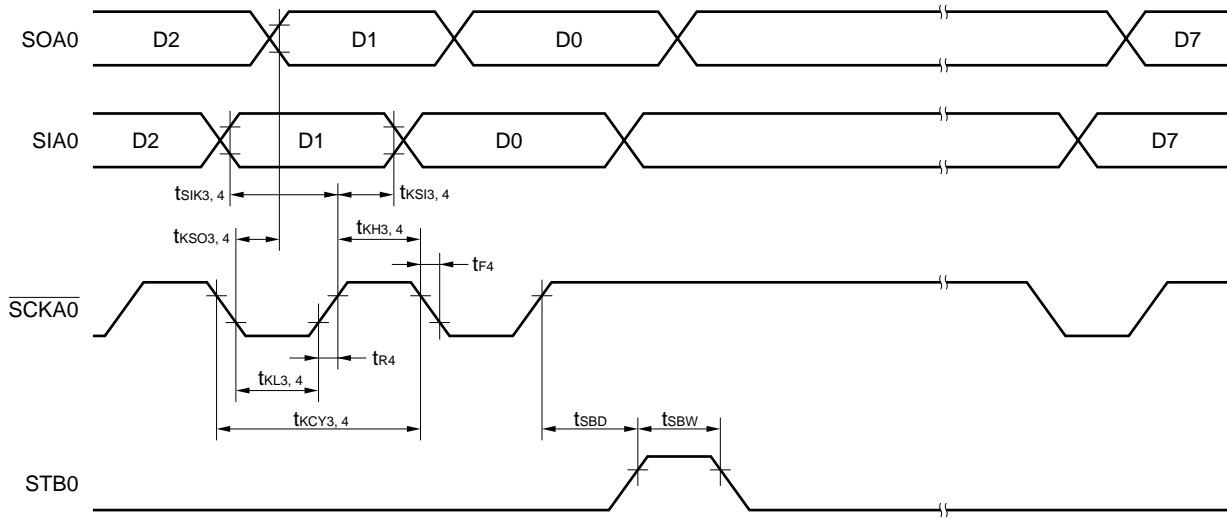 SOA0 D2 D1 D0 D7
SIA0 D2 D1 D0 D7
tSIK3, 4 tKSI3, 4
tKSO3, 4 tKH3, 4
tF4
SCKA0
tR4
tKL3, 4
tKCY3, 4
tSBD tSBW
STB0